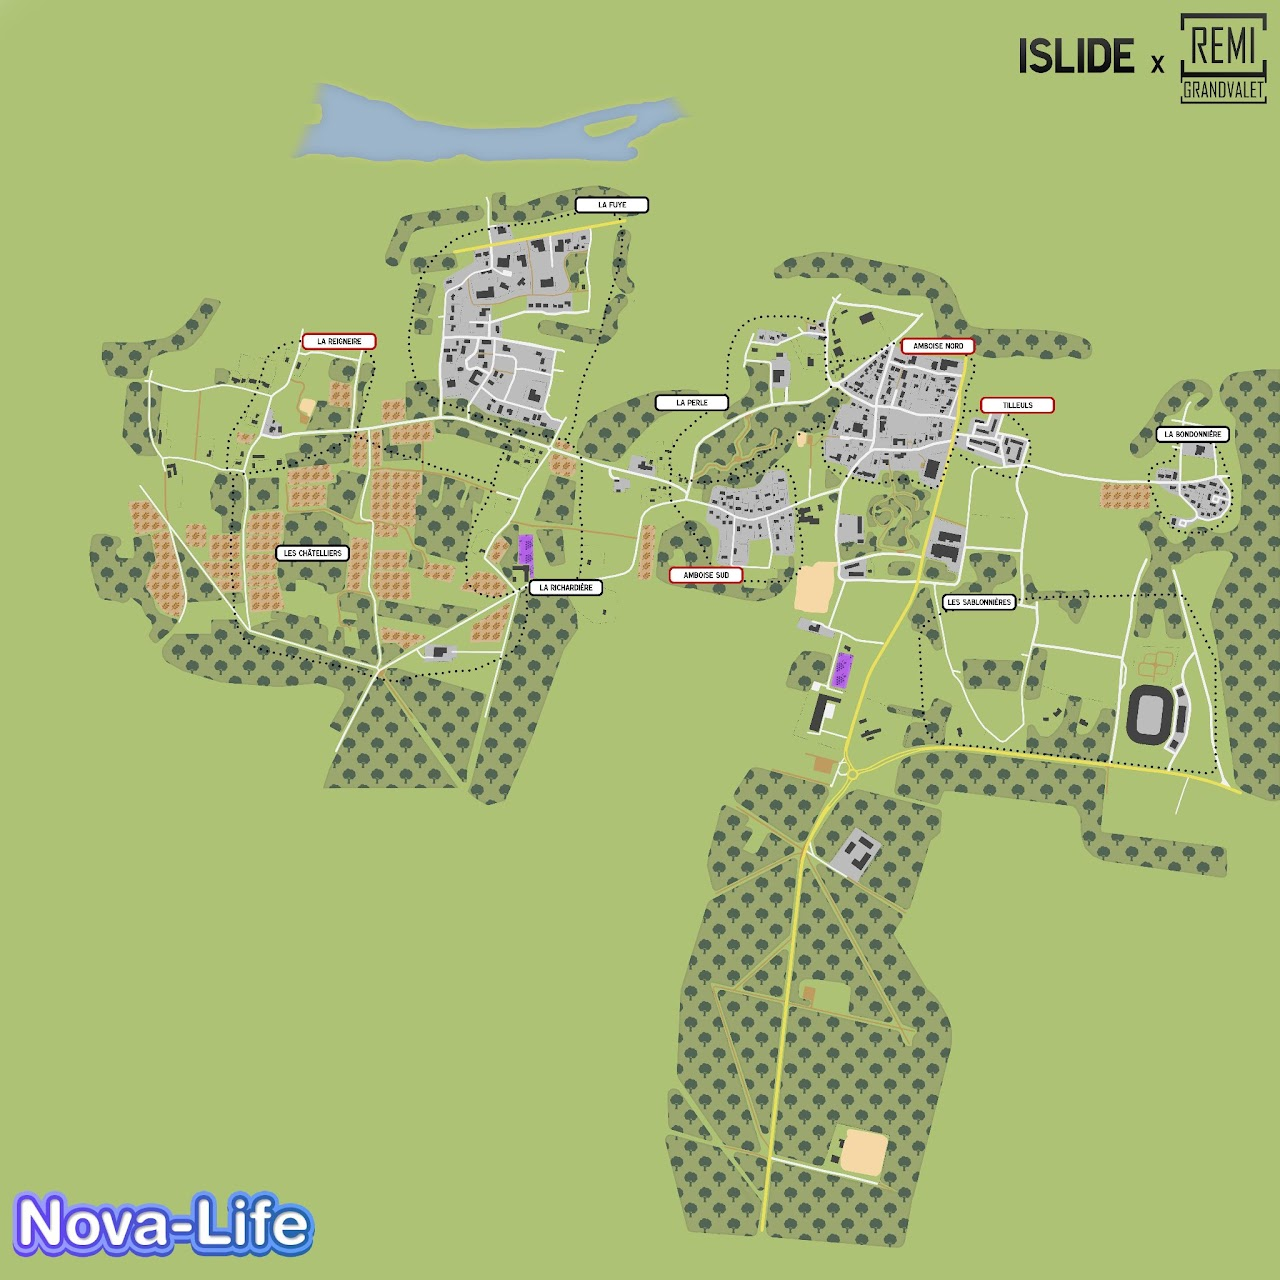 ISLIDE x REMI
GRANDVALET
LA FUYE
LA REIGNEIRE
AMBOISE NORD
LA PERLE
TILLEULS
LA BONDONNIÈRE
LES CHÂTELLIERS
AMBOISE SUD
LA RICHARDIÈRE
LES SABLONNIÈRES
Nova-Life